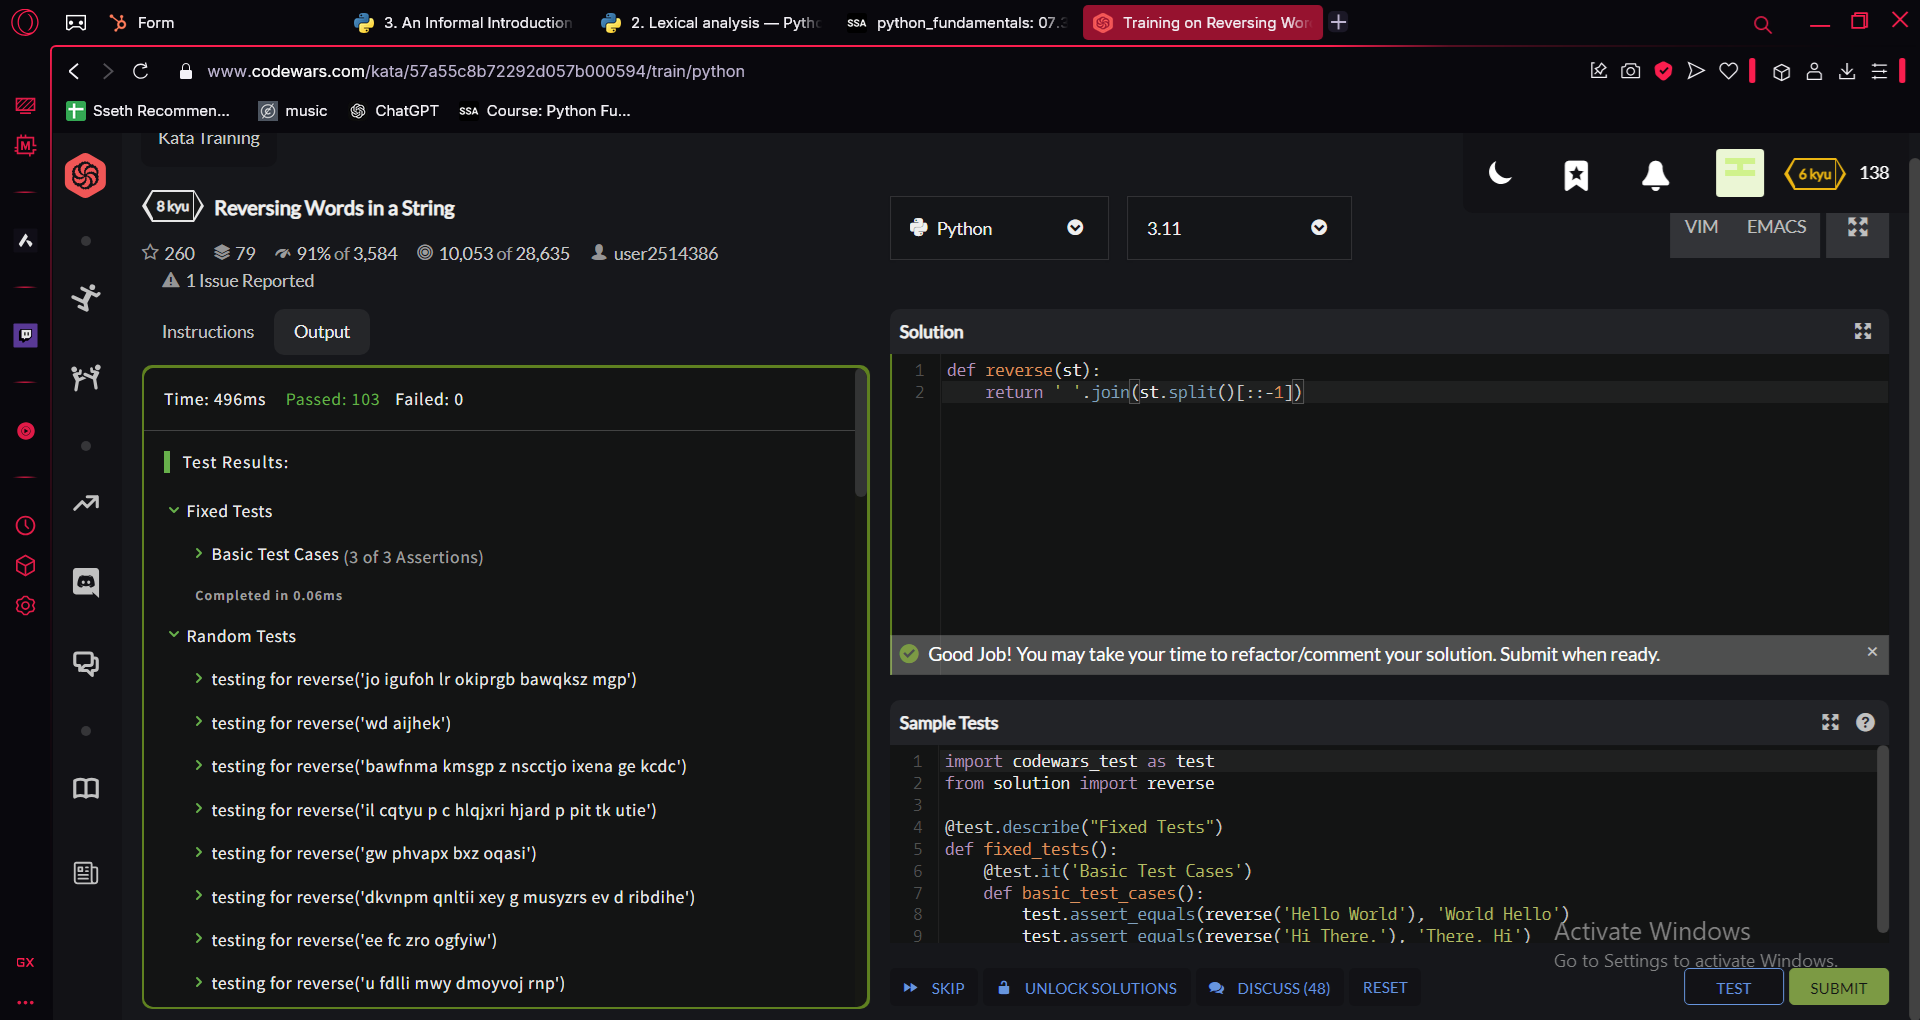 Form
3. An Informal Introduction
2. Lexical analysis — Pyth
SSA python_fundamentals: 07.3
Training on Reversing Wor
www.codewars.com/kata/57a55c8b72292d057b000594/train/python
Sseth Recommen...
music
ChatGPT
SSA Course: Python Fu...
Kata Training
8 kyu
Reversing Words in a String
260 79 91% of 3,584 10,053 of 28,635 user2514386
1 Issue Reported
Python
3.11
6 kyu
138
VIM EMACS
Instructions
Output
Time: 496ms Passed: 103 Failed: 0
Test Results:
Fixed Tests
Basic Test Cases (3 of 3 Assertions)
Completed in 0.06ms
Random Tests
testing for reverse('jo igufoh lr okiprgb bawqksz mgp')
testing for reverse('wd aijhek')
testing for reverse('bawfnma kmsgp z nscctjo ixena ge kcdc')
testing for reverse('il cqtyu p c hlqjxri hjard p pit tk utie')
testing for reverse('gw phvapx bxz oqasi')
testing for reverse('dkvnpm qnltii xey g musyzrs ev d ribdihe')
testing for reverse('ee fc zro ogfyiw')
testing for reverse('u fdlli mwy dmoyvoj rnp')
Solution
1 def reverse(st):
2 return ' '.join(st.split()[::-1])
Good Job! You may take your time to refactor/comment your solution. Submit when ready.
Sample Tests
1 import codewars_test as test
2 from solution import reverse
3
4 @test.describe("Fixed Tests")
5 def fixed_tests():
6 @test.it('Basic Test Cases')
7 def basic_test_cases():
8 test.assert_equals(reverse('Hello World'), 'World Hello')
9 test.assert_equals(reverse('Hi There.'), 'There. Hi')
Activate Windows
Go to Settings to activate Windows.
SKIP
UNLOCK SOLUTIONS
DISCUSS (48)
RESET
TEST
SUBMIT
GX
M